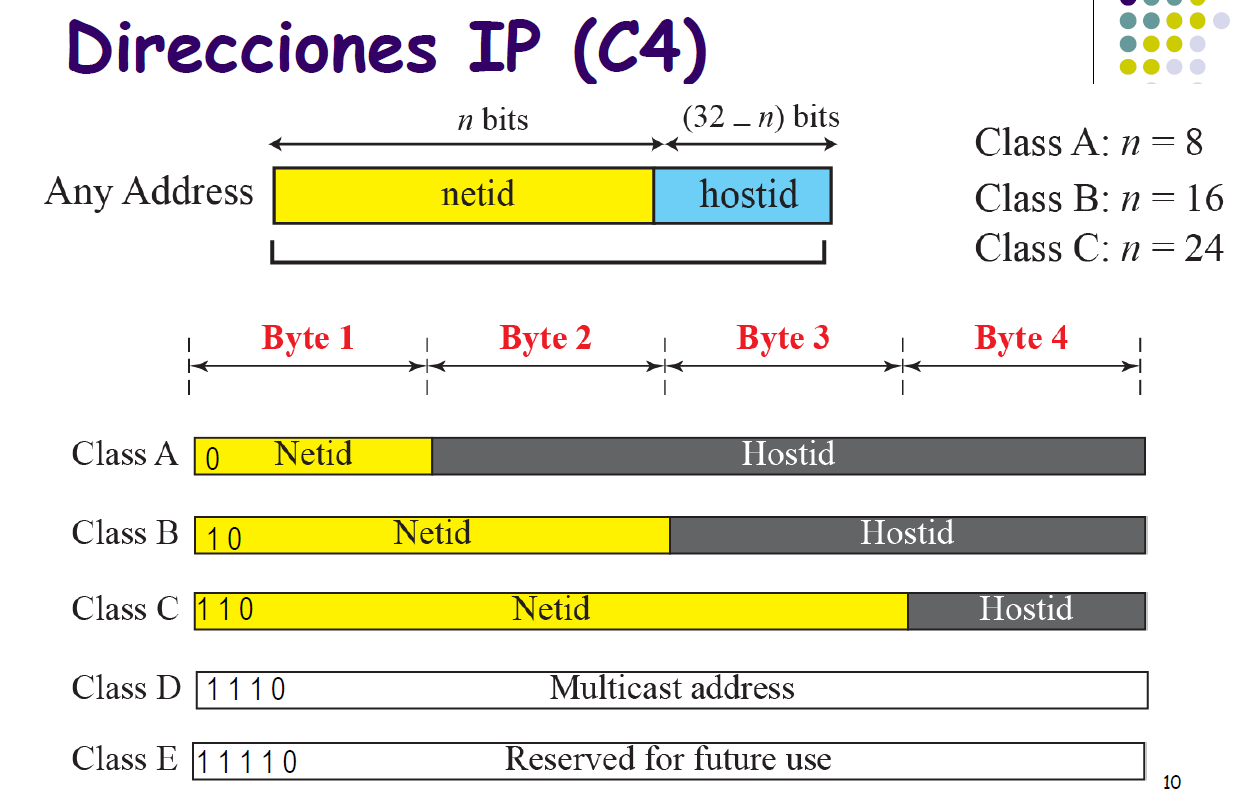 Direcciones IP (C4)
n bits
(32 – n) bits
Any Address
netid
hostid
Class A: n = 8
Class B: n = 16
Class C: n = 24
Byte 1 Byte 2 Byte 3 Byte 4
Class A 0 Netid Hostid
Class B 1 0 Netid Hostid
Class C 1 1 0 Netid Hostid
Class D 1 1 1 0 Multicast address
Class E 1 1 1 1 0 Reserved for future use
10